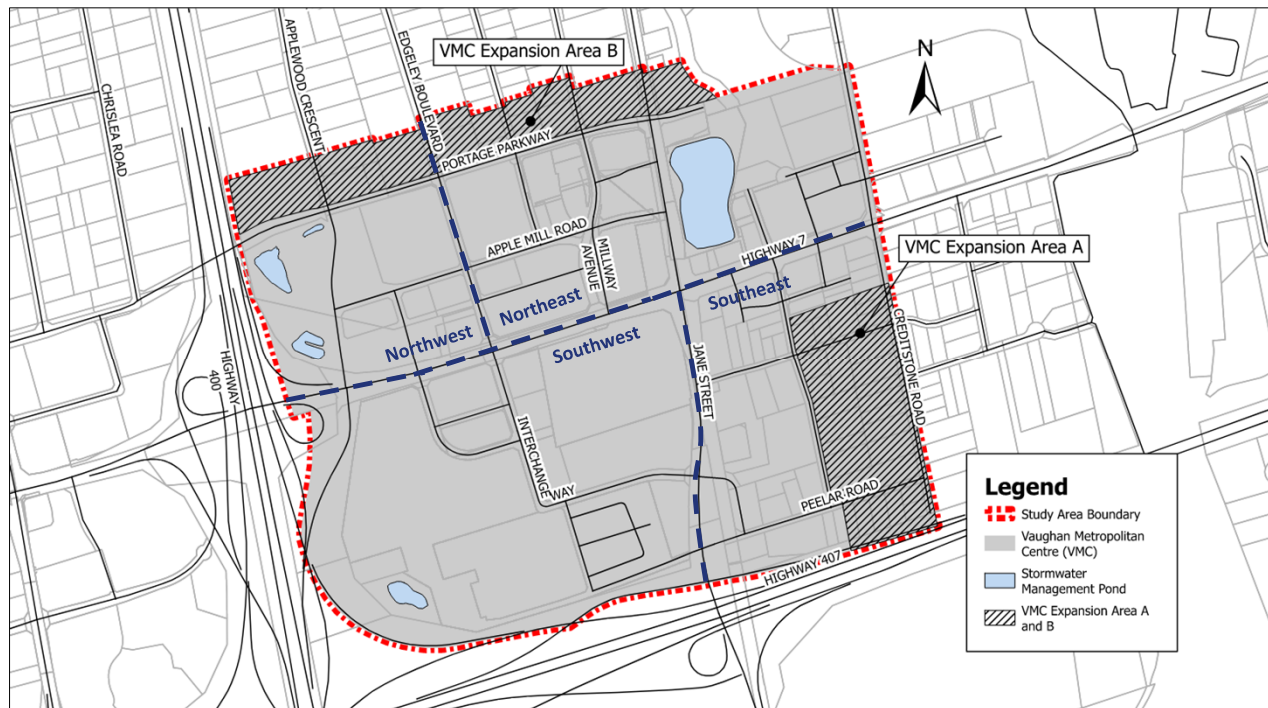 VMC Expansion Area B
N
CHRISLEA ROAD
APPLEWOOD CRESCENT
EDGELEY BOULEVARD
PORTAGE PARKWAY
APPLE MILL ROAD
MILLWAY
AVENUE
HIGHWAY 7
VMC Expansion Area A
Northwest
Northeast
Southwest
Southeast
HIGHWAY
400
JANE STREET
CREDITSTONE ROAD
INTERCHANGE WAY
PEELAR ROAD
HIGHWAY 407
Legend
Study Area Boundary
Vaughan Metropolitan
Centre (VMC)
Stormwater
Management Pond
VMC Expansion Area A
and B